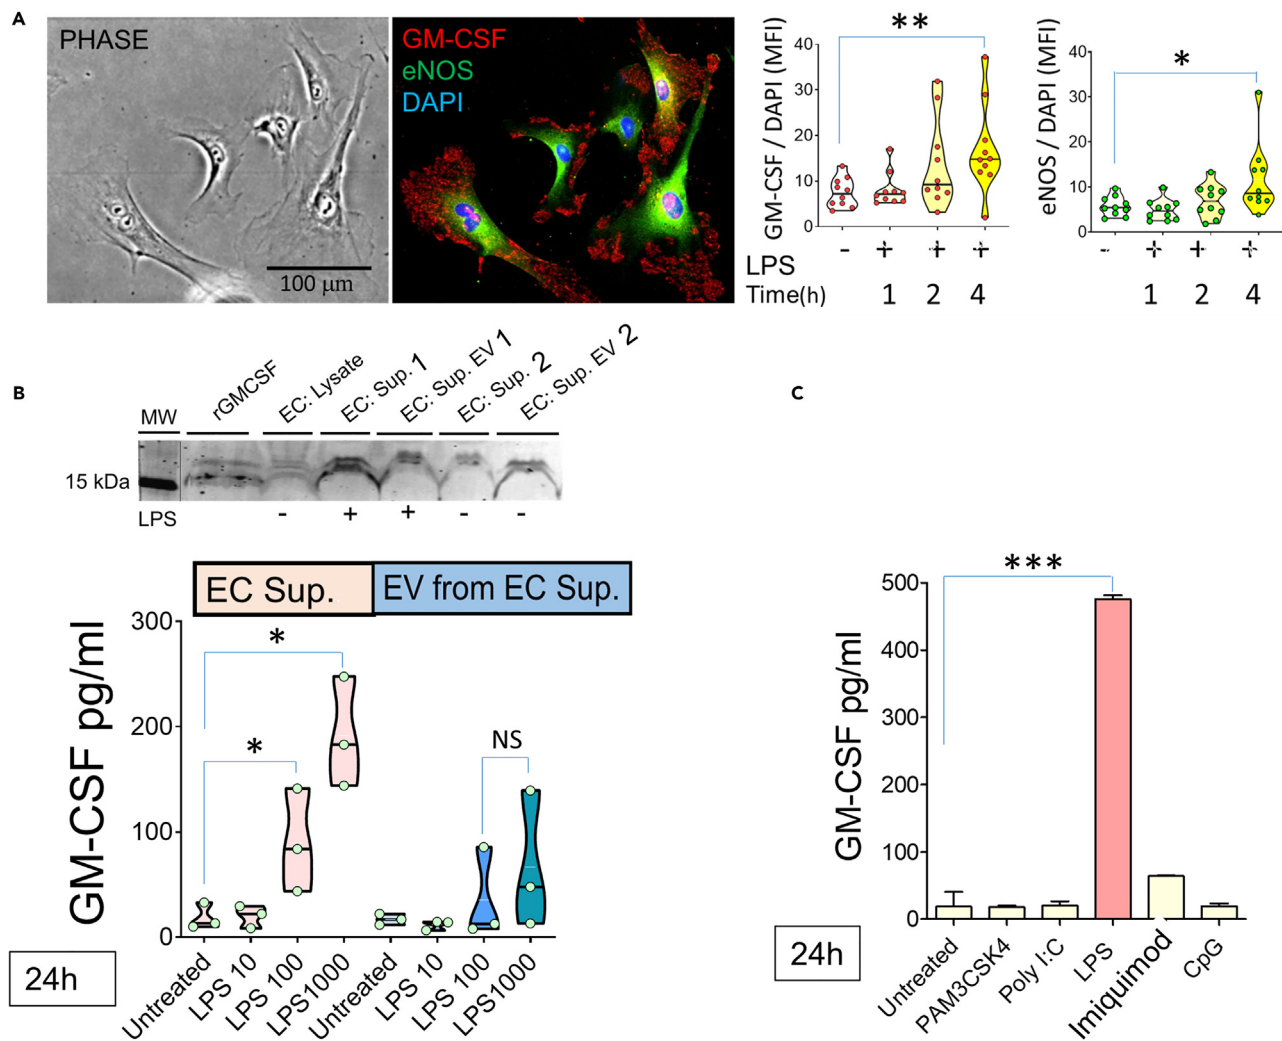 A
PHASE
100 μm
GM-CSF
eNOS
DAPI
GM-CSF / DAPI (MFI)
40
30
20
10
0
**
- + + +
LPS
Time(h) 1 2 4
eNOS / DAPI (MFI)
40
30
20
10
0
*
- + + +
1 2 4
B
MW
rGMCSF
EC: Lysate
EC: Sup. 1
EC: Sup. EV 1
EC: Sup. 2
EC: Sup. EV 2
15 kDa
LPS - + + - -
EC Sup.
EV from EC Sup.
GM-CSF pg/ml
300
200
100
0
*
*
NS
24h
Untreated
LPS 10
LPS 100
LPS1000
Untreated
LPS 10
LPS 100
LPS1000
C
GM-CSF pg/ml
500
400
300
200
100
0
***
24h
Untreated
PAM3CSK4
Poly I:C
LPS
Imiquimod
CpG